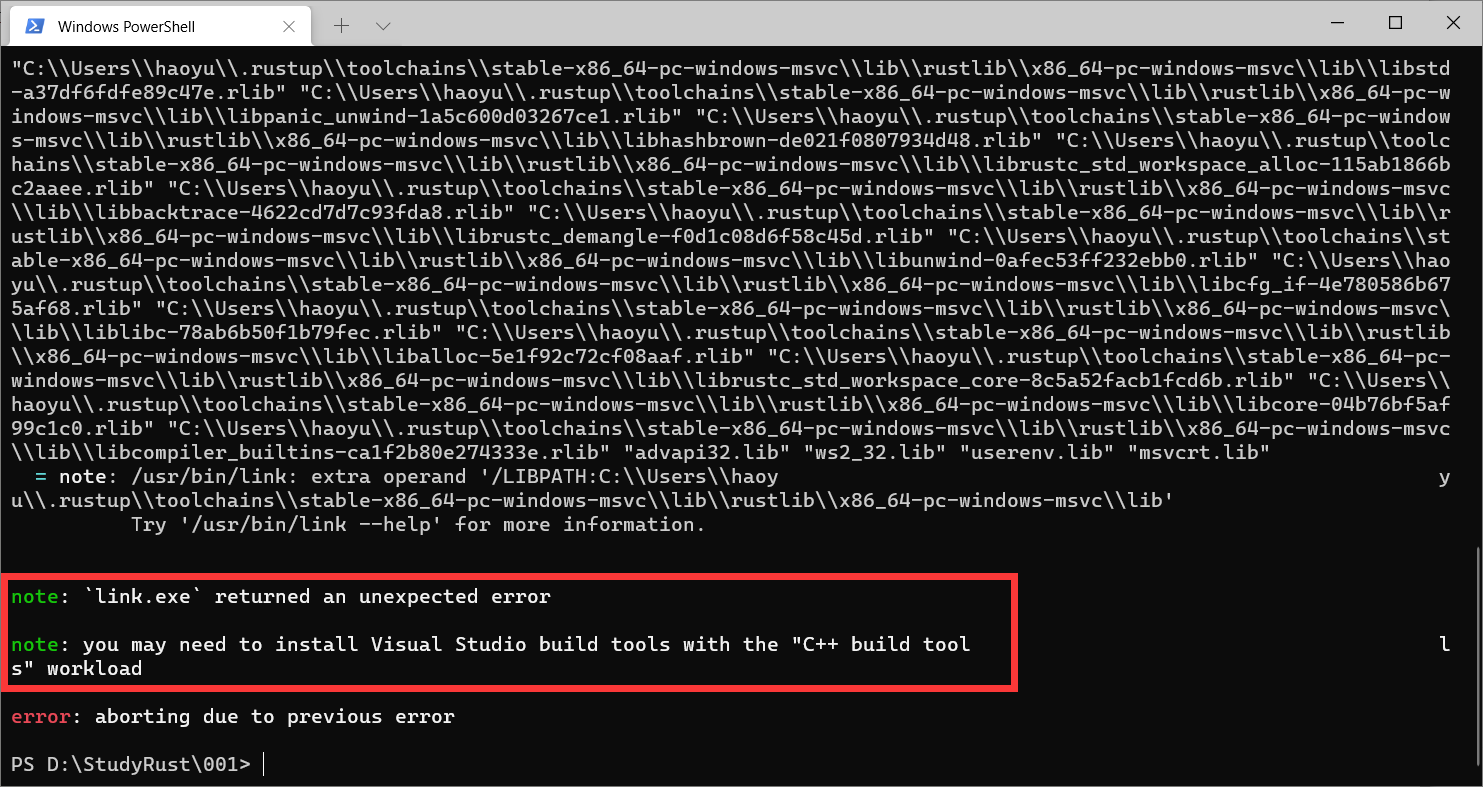 Windows PowerShell
"C:\\Users\\haoyu\\.rustup\\toolchains\\stable-x86_64-pc-windows-msvc\\lib\\rustlib\\x86_64-pc-windows-msvc\\lib\\libstd
-a37df6fdfe89c47e.rlib" "C:\\Users\\haoyu\\.rustup\\toolchains\\stable-x86_64-pc-windows-msvc\\lib\\rustlib\\x86_64-pc-w
indows-msvc\\lib\\libpanic_unwind-1a5c600d03267ce1.rlib" "C:\\Users\\haoyu\\.rustup\\toolchains\\stable-x86_64-pc-window
s-msvc\\lib\\rustlib\\x86_64-pc-windows-msvc\\lib\\libhashbrown-de021f0807934d48.rlib" "C:\\Users\\haoyu\\.rustup\\toolc
hains\\stable-x86_64-pc-windows-msvc\\lib\\rustlib\\x86_64-pc-windows-msvc\\lib\\librustc_std_workspace_alloc-115ab1866b
c2aaee.rlib" "C:\\Users\\haoyu\\.rustup\\toolchains\\stable-x86_64-pc-windows-msvc\\lib\\rustlib\\x86_64-pc-windows-msvc
\\lib\\libbacktrace-4622cd7d7c93fda8.rlib" "C:\\Users\\haoyu\\.rustup\\toolchains\\stable-x86_64-pc-windows-msvc\\lib\\r
ustlib\\x86_64-pc-windows-msvc\\lib\\librustc_demangle-f0d1c08d6f58c45d.rlib" "C:\\Users\\haoyu\\.rustup\\toolchains\\st
able-x86_64-pc-windows-msvc\\lib\\rustlib\\x86_64-pc-windows-msvc\\lib\\libunwind-0afec53ff232ebb0.rlib" "C:\\Users\\hao
yu\\.rustup\\toolchains\\stable-x86_64-pc-windows-msvc\\lib\\rustlib\\x86_64-pc-windows-msvc\\lib\\libcfg_if-4e780586b67
5af68.rlib" "C:\\Users\\haoyu\\.rustup\\toolchains\\stable-x86_64-pc-windows-msvc\\lib\\rustlib\\x86_64-pc-windows-msvc\
\lib\\liblibc-78ab6b50f1b79fec.rlib" "C:\\Users\\haoyu\\.rustup\\toolchains\\stable-x86_64-pc-windows-msvc\\lib\\rustlib
\\x86_64-pc-windows-msvc\\lib\\liballoc-5e1f92c72cf08aaf.rlib" "C:\\Users\\haoyu\\.rustup\\toolchains\\stable-x86_64-pc-
windows-msvc\\lib\\rustlib\\x86_64-pc-windows-msvc\\lib\\librustc_std_workspace_core-8c5a52facb1fcd6b.rlib" "C:\\Users\\
haoyu\\.rustup\\toolchains\\stable-x86_64-pc-windows-msvc\\lib\\rustlib\\x86_64-pc-windows-msvc\\lib\\libcore-04b76bf5af
99c1c0.rlib" "C:\\Users\\haoyu\\.rustup\\toolchains\\stable-x86_64-pc-windows-msvc\\lib\\rustlib\\x86_64-pc-windows-msvc
\\lib\\libcompiler_builtins-ca1f2b80e274333e.rlib" "advapi32.lib" "ws2_32.lib" "userenv.lib" "msvcrt.lib"
= note: /usr/bin/link: extra operand '/LIBPATH:C:\\Users\\haoy y
u\\.rustup\\toolchains\\stable-x86_64-pc-windows-msvc\\lib\\rustlib\\x86_64-pc-windows-msvc\\lib'
Try '/usr/bin/link --help' for more information.
note: `link.exe` returned an unexpected error
note: you may need to install Visual Studio build tools with the "C++ build tool l
s" workload
error: aborting due to previous error
PS D:\StudyRust\001>